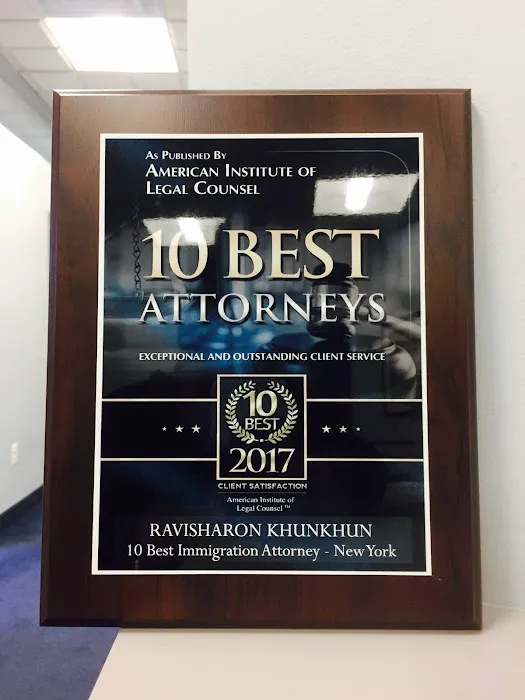 As Published By
American Institute of
Legal Counsel
10 BEST
ATTORNEYS
EXCEPTIONAL AND OUTSTANDING CLIENT SERVICE
10
BEST
2017
CLIENT SATISFACTION
American Institute of
Legal Counsel™
RAVISHARON KHUNKHUN
10 Best Immigration Attorney - New York